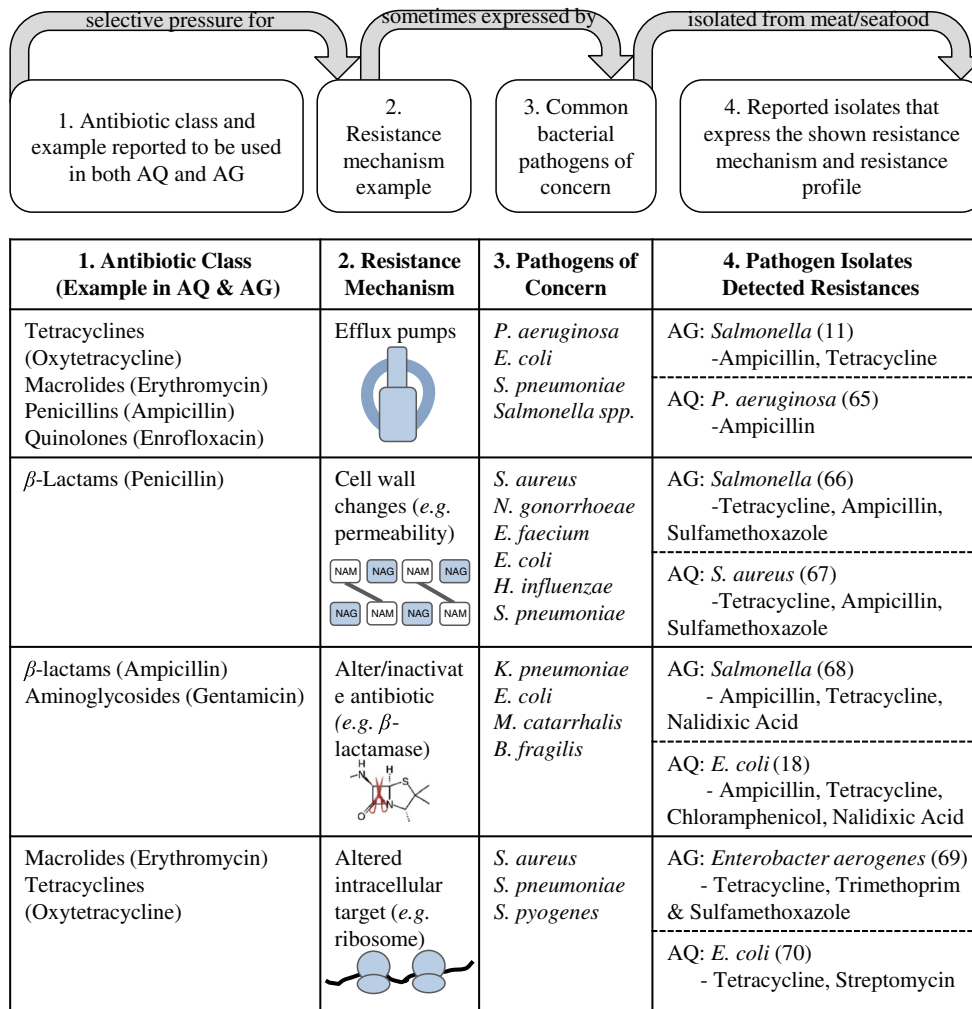 selective pressure for
sometimes expressed by
isolated from meat/seafood
1. Antibiotic class and
example reported to be used
in both AQ and AG
2.
Resistance
mechanism
example
3. Common
bacterial
pathogens of
concern
4. Reported isolates that
express the shown resistance
mechanism and resistance
profile
1. Antibiotic Class
(Example in AQ & AG)
2. Resistance
Mechanism
3. Pathogens of
Concern
4. Pathogen Isolates
Detected Resistances
Tetracyclines
(Oxytetracycline)
Macrolides (Erythromycin)
Penicillins (Ampicillin)
Quinolones (Enrofloxacin)
Efflux pumps
P. aeruginosa
E. coli
S. pneumoniae
Salmonella spp.
AG: Salmonella (11)
-Ampicillin, Tetracycline
AQ: P. aeruginosa (65)
-Ampicillin
β-Lactams (Penicillin)
Cell wall
changes (e.g.
permeability)
NAM NAG NAM NAG
NAG NAM NAG NAM
S. aureus
N. gonorrhoeae
E. faecium
E. coli
H. influenzae
S. pneumoniae
AG: Salmonella (66)
-Tetracycline, Ampicillin,
Sulfamethoxazole
AQ: S. aureus (67)
-Tetracycline, Ampicillin,
Sulfamethoxazole
β-lactams (Ampicillin)
Aminoglycosides (Gentamicin)
Alter/inactivat
e antibiotic
(e.g. β-
lactamase)
H
N
H
S
O
N
K. pneumoniae
E. coli
M. catarrhalis
B. fragilis
AG: Salmonella (68)
- Ampicillin, Tetracycline,
Nalidixic Acid
AQ: E. coli (18)
- Ampicillin, Tetracycline,
Chloramphenicol, Nalidixic Acid
Macrolides (Erythromycin)
Tetracyclines
(Oxytetracycline)
Altered
intracellular
target (e.g.
ribosome)
S. aureus
S. pneumoniae
S. pyogenes
AG: Enterobacter aerogenes (69)
- Tetracycline, Trimethoprim
& Sulfamethoxazole
AQ: E. coli (70)
- Tetracycline, Streptomycin